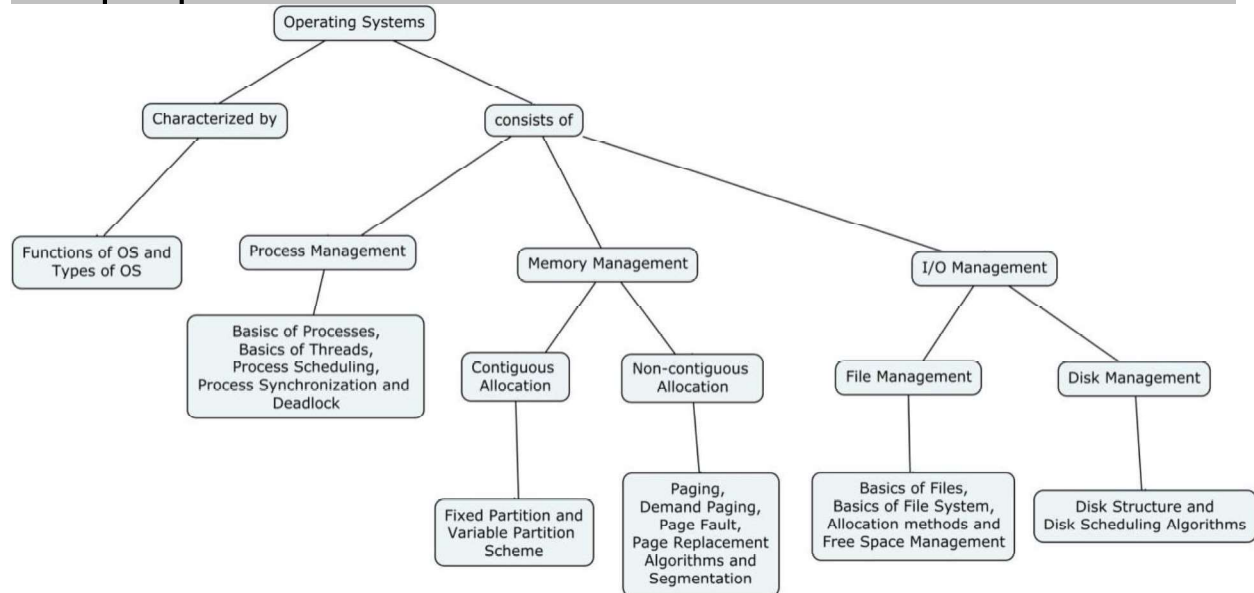 Operating Systems
Characterized by
consists of
Functions of OS and
Types of OS
Process Management
Memory Management
I/O Management
Basisc of Processes,
Basics of Threads,
Process Scheduling,
Process Synchronization and
Deadlock
Contiguous
Allocation
Non-contiguous
Allocation
File Management
Disk Management
Fixed Partition and
Variable Partition
Scheme
Paging,
Demand Paging,
Page Fault,
Page Replacement
Algorithms and
Segmentation
Basics of Files,
Basics of File System,
Allocation methods and
Free Space Management
Disk Structure and
Disk Scheduling Algorithms